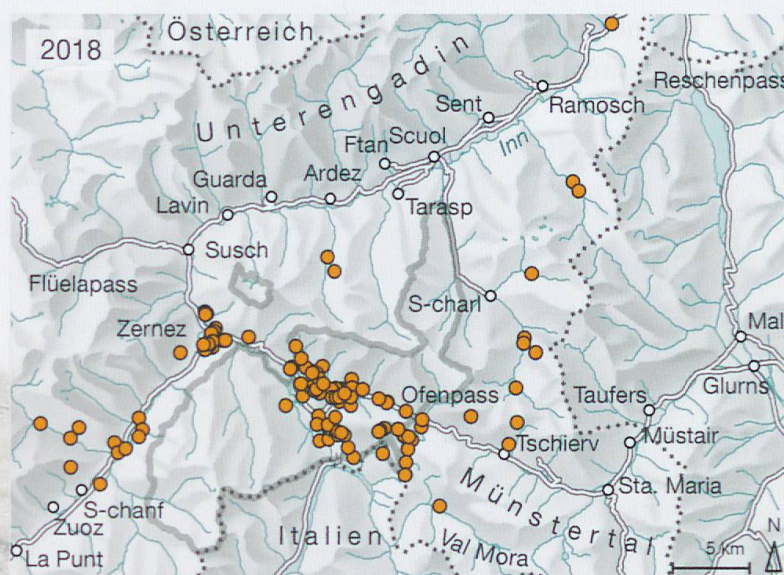 2018
Österreich
Reschenpass
Unterengadin
Sent
Ramosch
Ftan
Scuol
Inn
Guarda
Ardez
Lavin
Tarasp
Susch
Flüelapass
S-charl
Zernez
Mal
Glurns
Ofenpass
Taufers
Tschierv
Müstair
S-chanf
Zuoz
Sta. Maria
Münstertal
Italien
Val Mora
La Punt
5 km
N